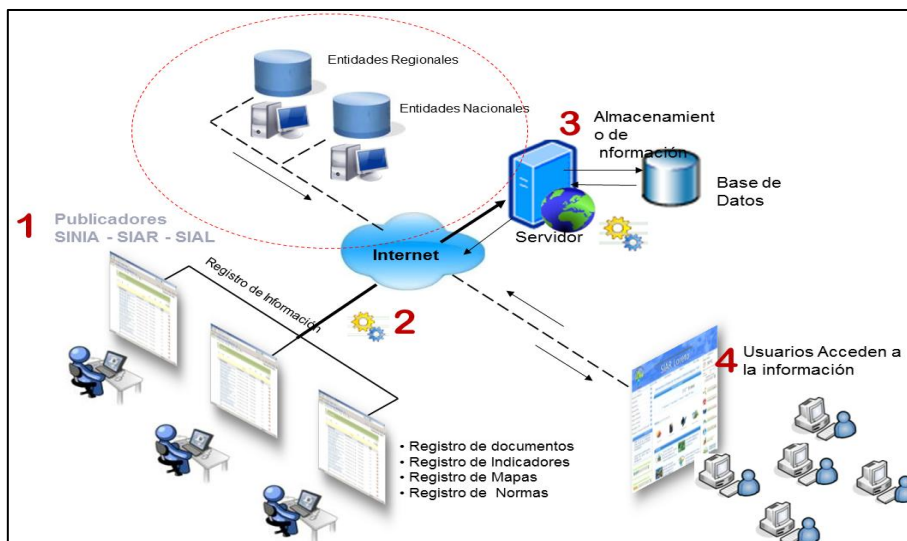 Entidades Regionales
Entidades Nacionales
3
Almacenamient
o de
nformación
Base de
Datos
Servidor
1
Publicadores
SINIA - SIAR - SIAL
Internet
Registro de Información
2
4
Usuarios Acceden a
la información
• Registro de documentos
• Registro de Indicadores
• Registro de Mapas
• Registro de Normas